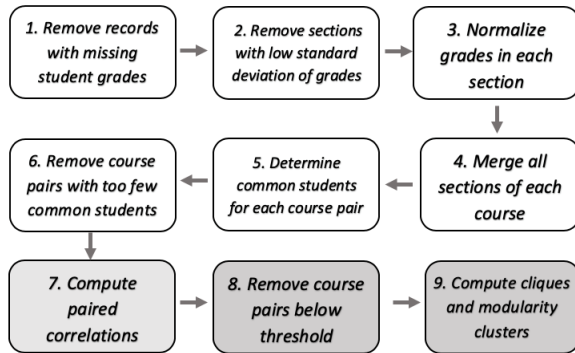 1. Remove records
with missing
student grades
2. Remove sections
with low standard
deviation of grades
3. Normalize
grades in each
section
4. Merge all
sections of each
course
5. Determine
common students
for each course pair
6. Remove course
pairs with too few
common students
7. Compute
paired
correlations
8. Remove course
pairs below
threshold
9. Compute cliques
and modularity
clusters